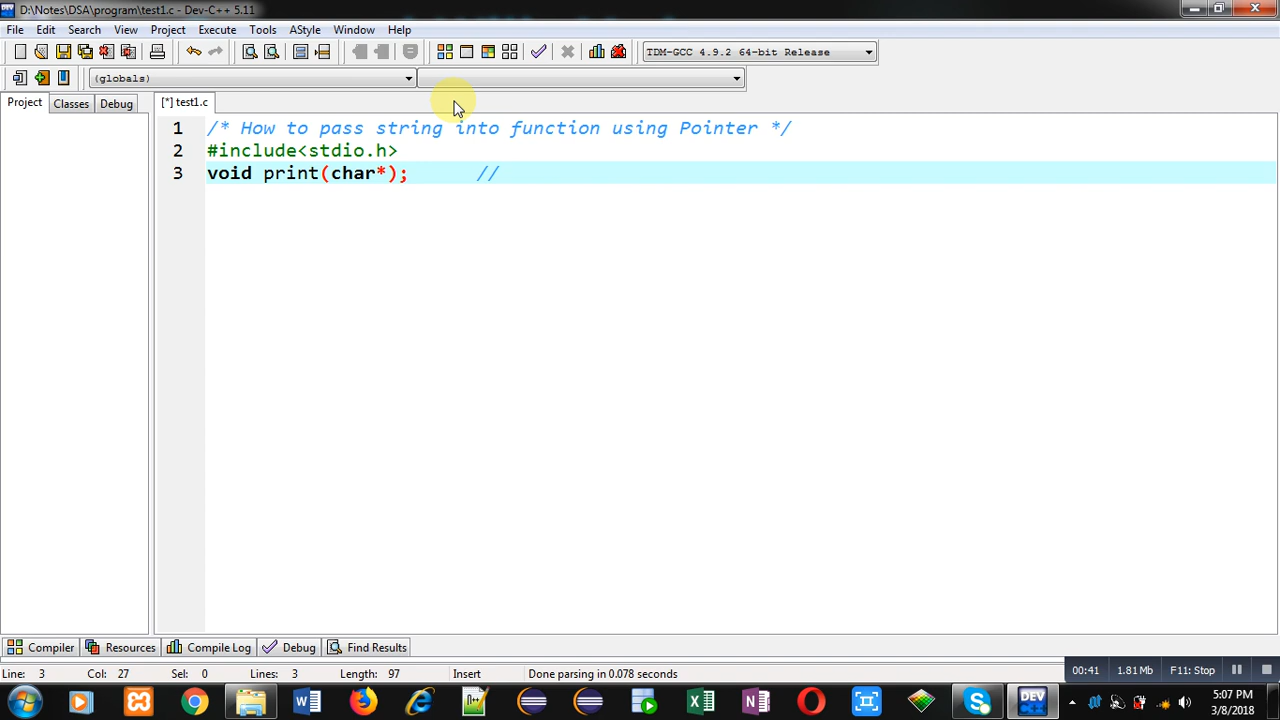 D:\Notes\DSA\program\test1.c - Dev-C++ 5.11
File Edit Search View Project Execute Tools AStyle Window Help
TDM-GCC 4.9.2 64-bit Release
(globals)
Project Classes Debug [*] test1.c
1 /* How to pass string into function using Pointer */
2 #include<stdio.h>
3 void print(char*); //
Compiler Resources Compile Log Debug Find Results
Line: 3 Col: 27 Sel: 0 Lines: 3 Length: 97 Insert Done parsing in 0.078 seconds
00:41 1.81 Mb F11: Stop
W N++ X N S DEV
5:07 PM
3/8/2018